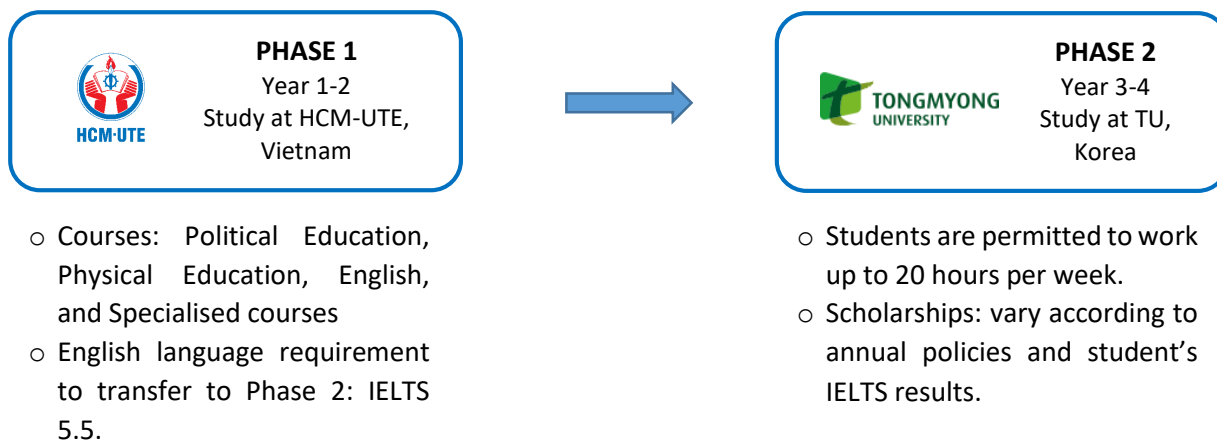 HCM-UTE
PHASE 1
Year 1-2
Study at HCM-UTE,
Vietnam
TONGMYONG
UNIVERSITY
PHASE 2
Year 3-4
Study at TU,
Korea
o Courses: Political Education,
Physical Education, English,
and Specialised courses
o English language requirement
to transfer to Phase 2: IELTS
5.5.
o Students are permitted to work
up to 20 hours per week.
o Scholarships: vary according to
annual policies and student’s
IELTS results.